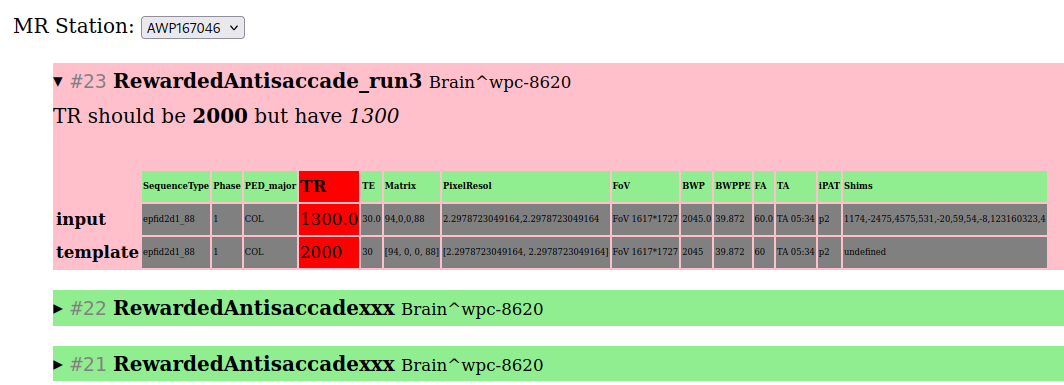 MR Station: AWP167046
▼ #23 RewardedAntisaccade_run3 Brain^wpc-8620
TR should be 2000 but have 1300
SequenceType Phase PED_major TR TE Matrix PixelResol FoV BWP BWPPE FA TA iPAT Shims
input epfid2d1_88 1 COL 1300.0 30.0 94,0,0,88 2.2978723049164,2.2978723049164 FoV 1617*1727 2045.0 39.872 60.0 TA 05:34 p2 1174,-2475,4575,531,-20,59,54,-8,123160323,4
template epfid2d1_88 1 COL 2000 30 [94, 0, 0, 88] [2.2978723049164, 2.2978723049164] FoV 1617*1727 2045 39.872 60 TA 05:34 p2 undefined
▶ #22 RewardedAntisaccadexxx Brain^wpc-8620
▶ #21 RewardedAntisaccadexxx Brain^wpc-8620